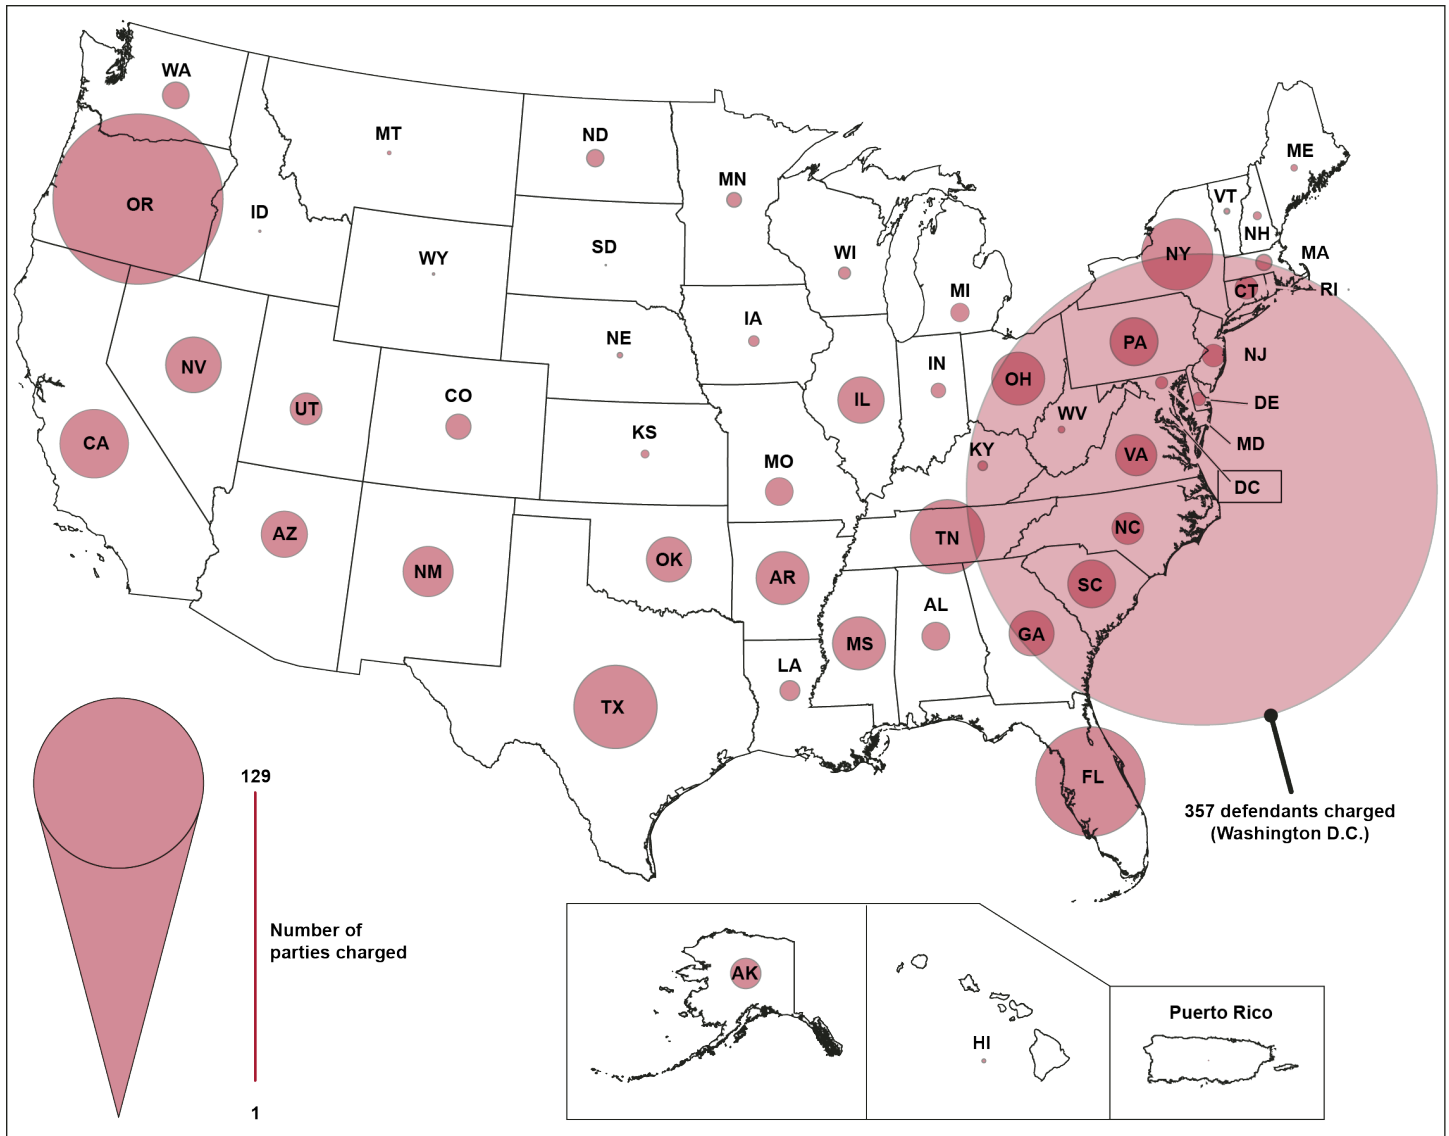 WA
MT
ND
MN
ME
OR
ID
VT
NH
SD
WY
WI
NY
MA
MI
CT
RI
NE
IA
PA
NV
OH
IN
NJ
UT
CO
IL
DE
CA
KS
WV
MD
KY
VA
MO
DC
AZ
NC
TN
NM
OK
AR
SC
AL
GA
MS
LA
TX
FL
129
357 defendants charged
(Washington D.C.)
Number of
parties charged
AK
HI
Puerto Rico
1